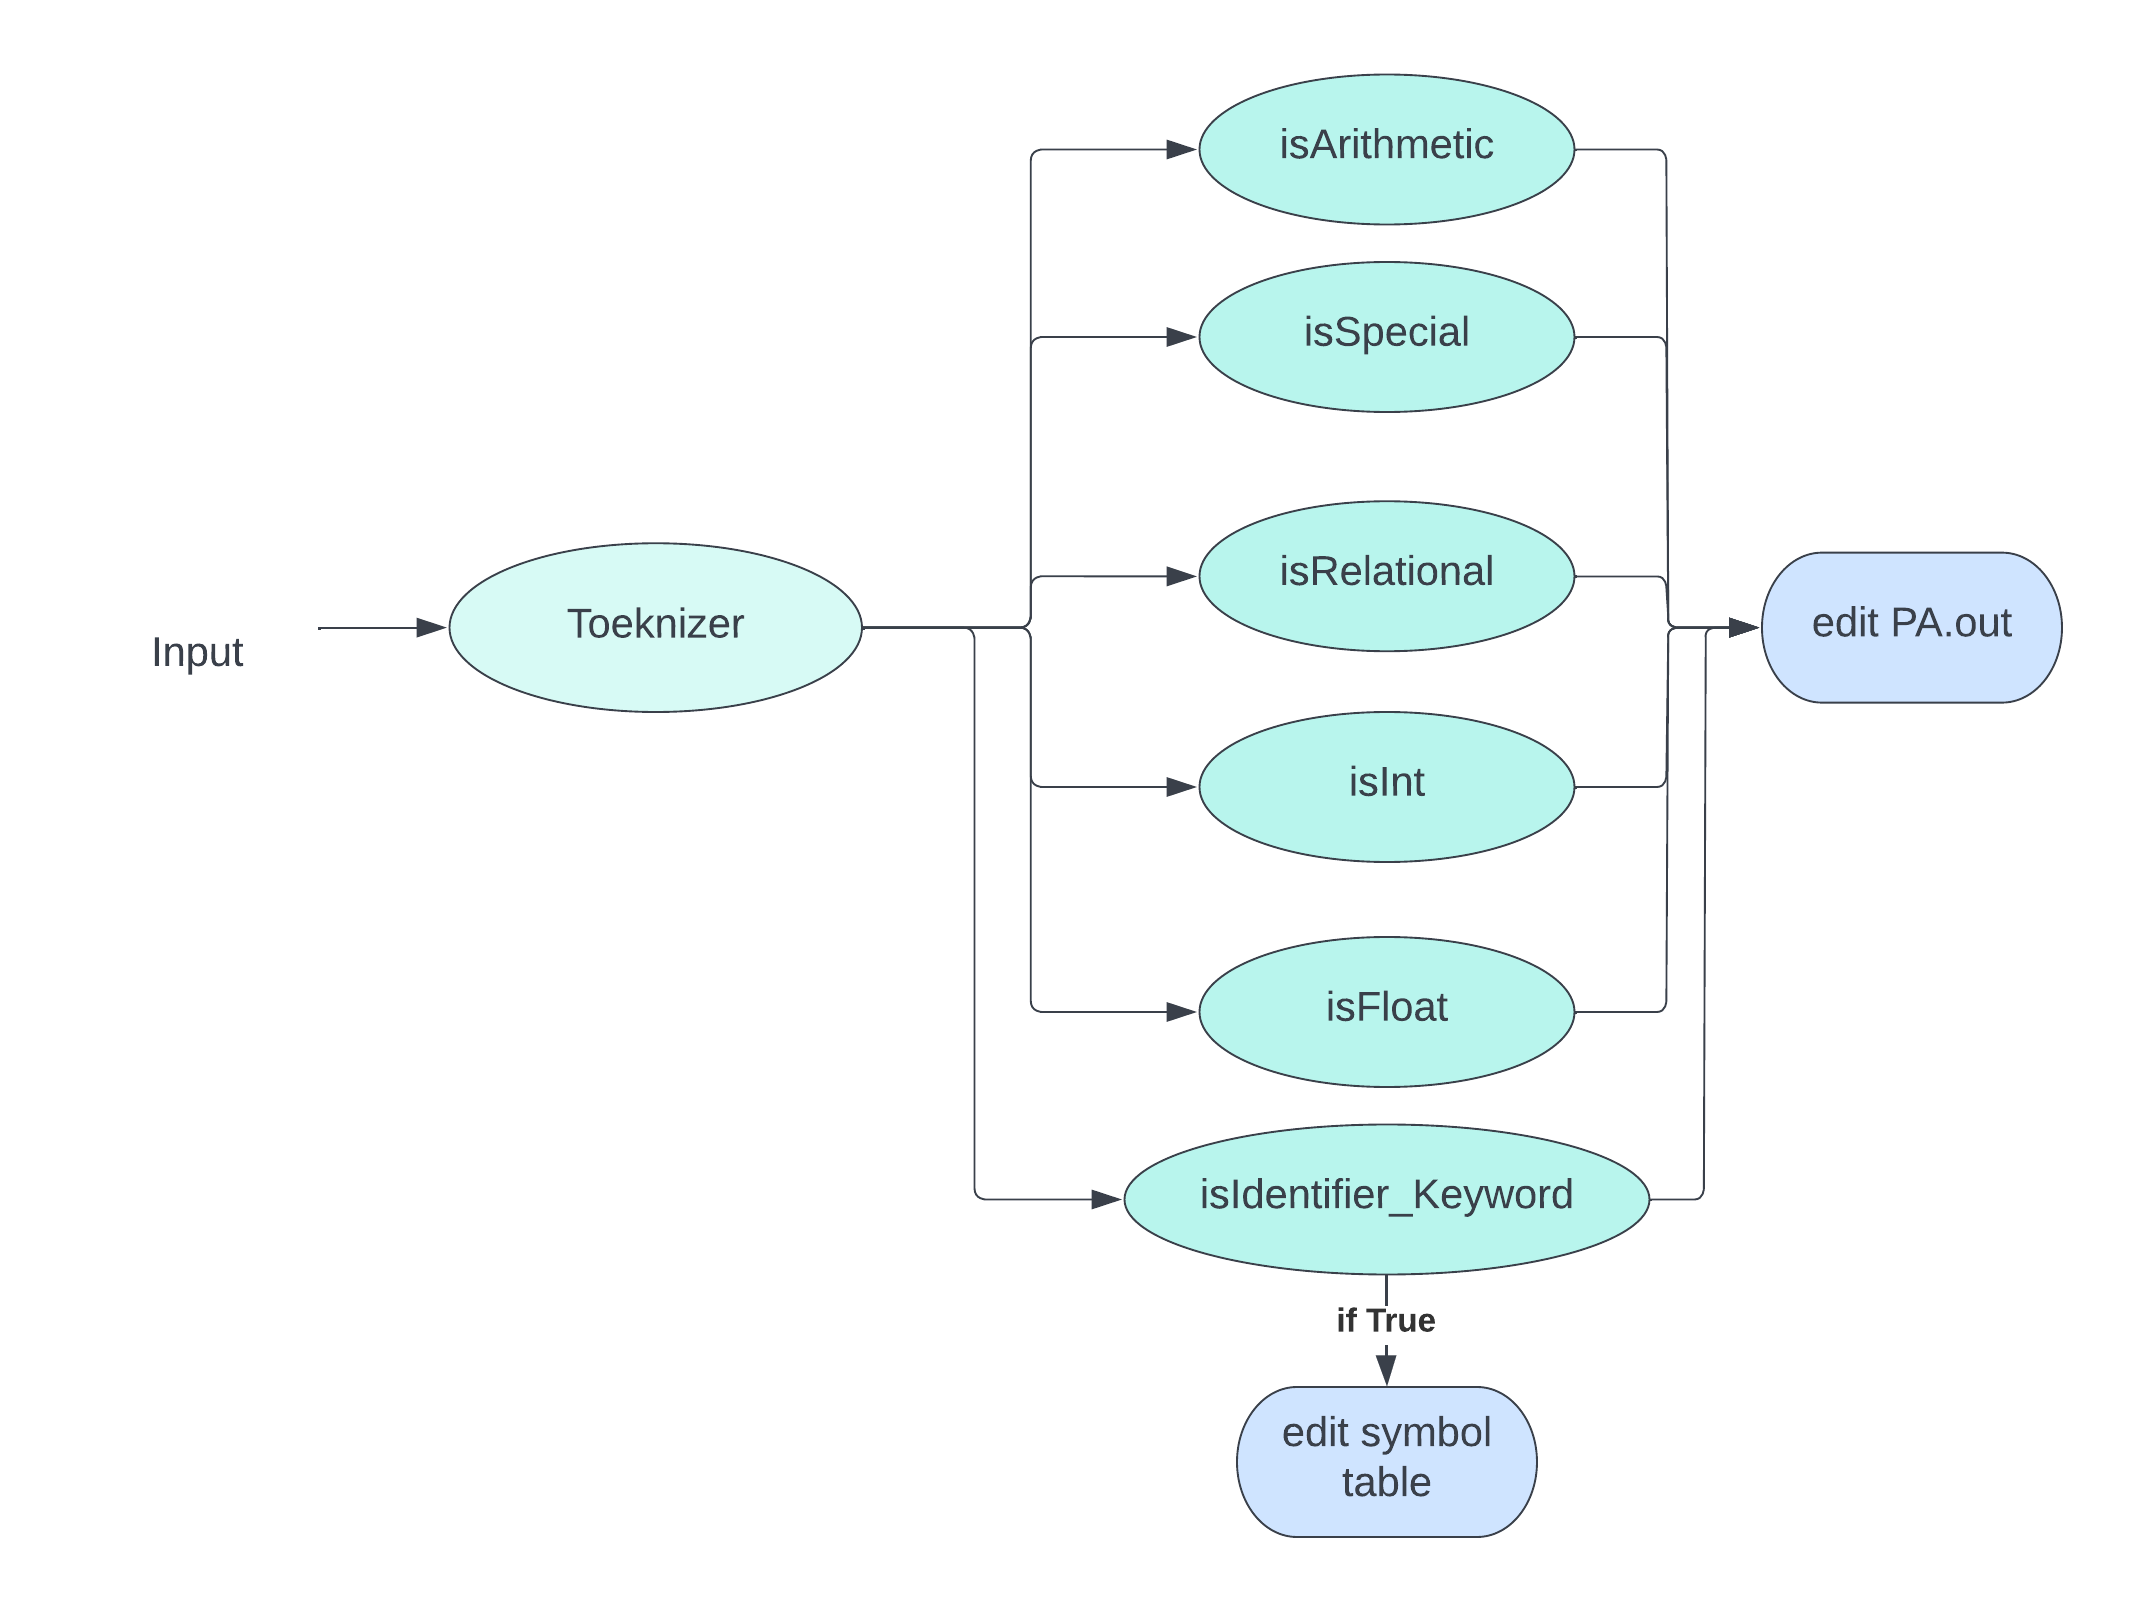 Input
Toeknizer
isArithmetic
isSpecial
isRelational
isInt
isFloat
isIdentifier_Keyword
if True
edit symbol
table
edit PA.out